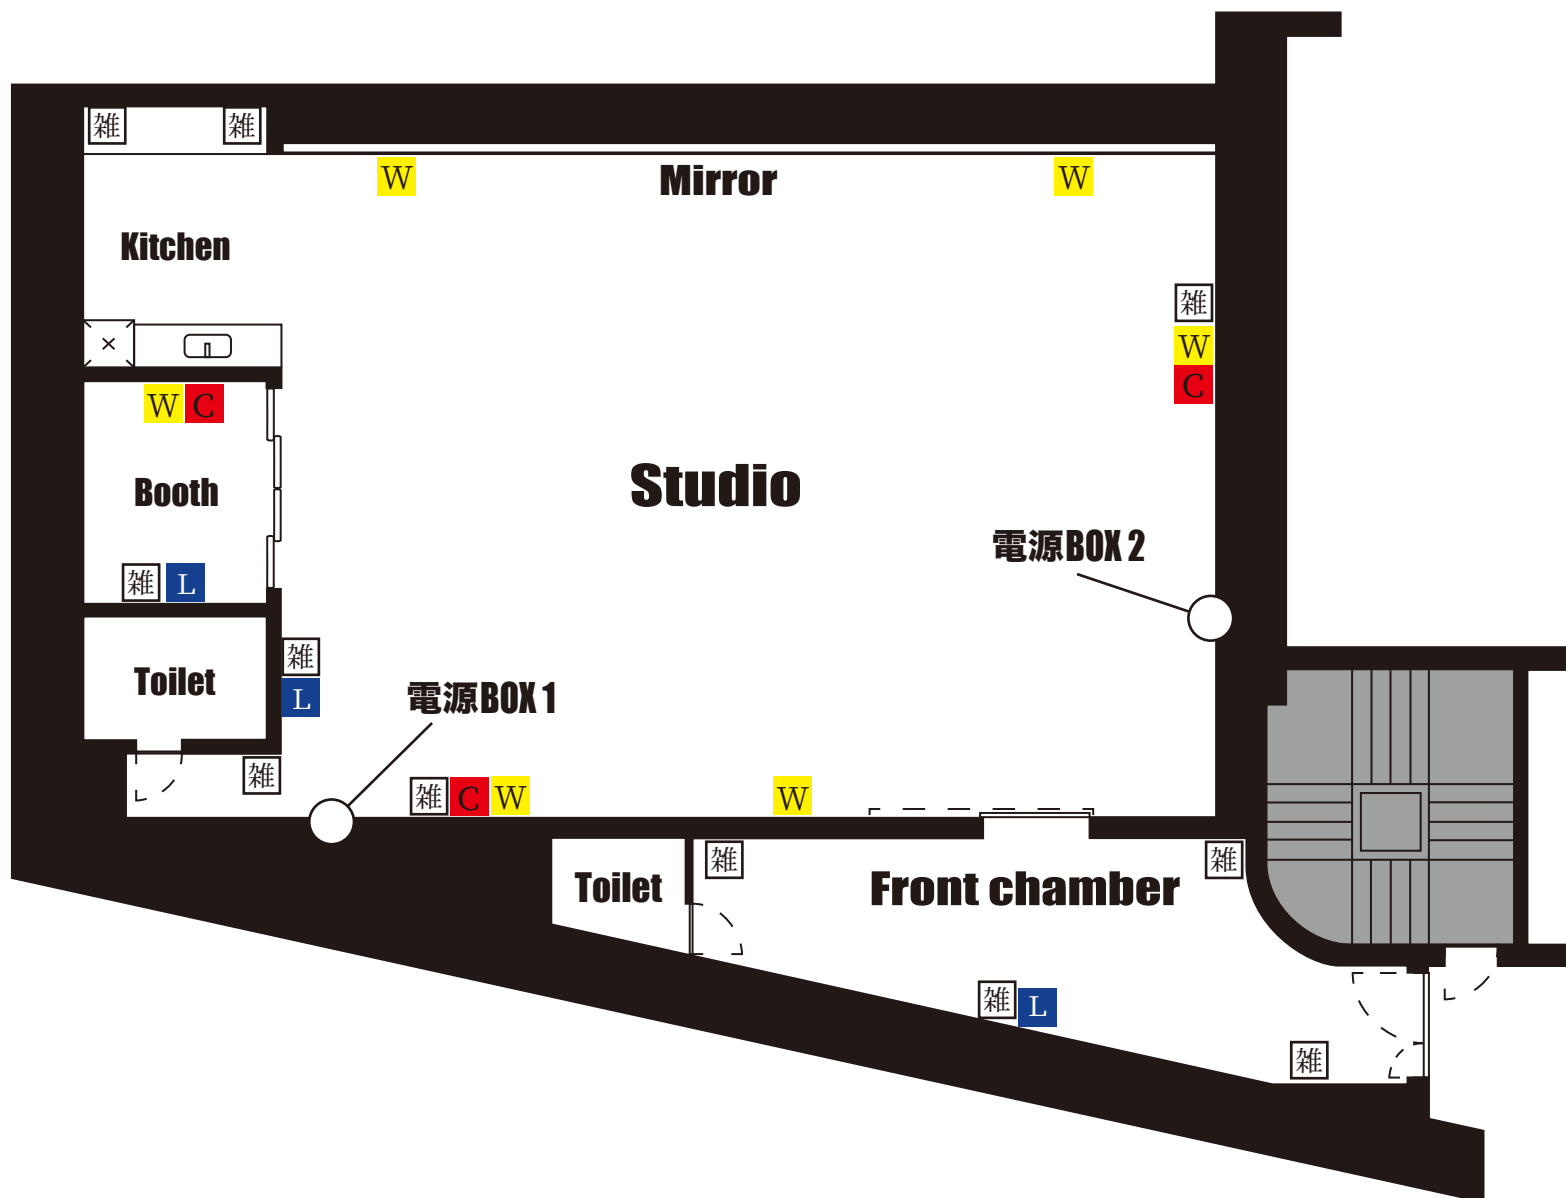 雑 雑
W Mirror W
Kitchen
雑
W
C
W C
Studio
Booth
電源BOX 2
雑 L
雑
Toilet
L
電源BOX 1
雑
雑 C W W
雑 雑
Toilet Front chamber
雑 L
雑